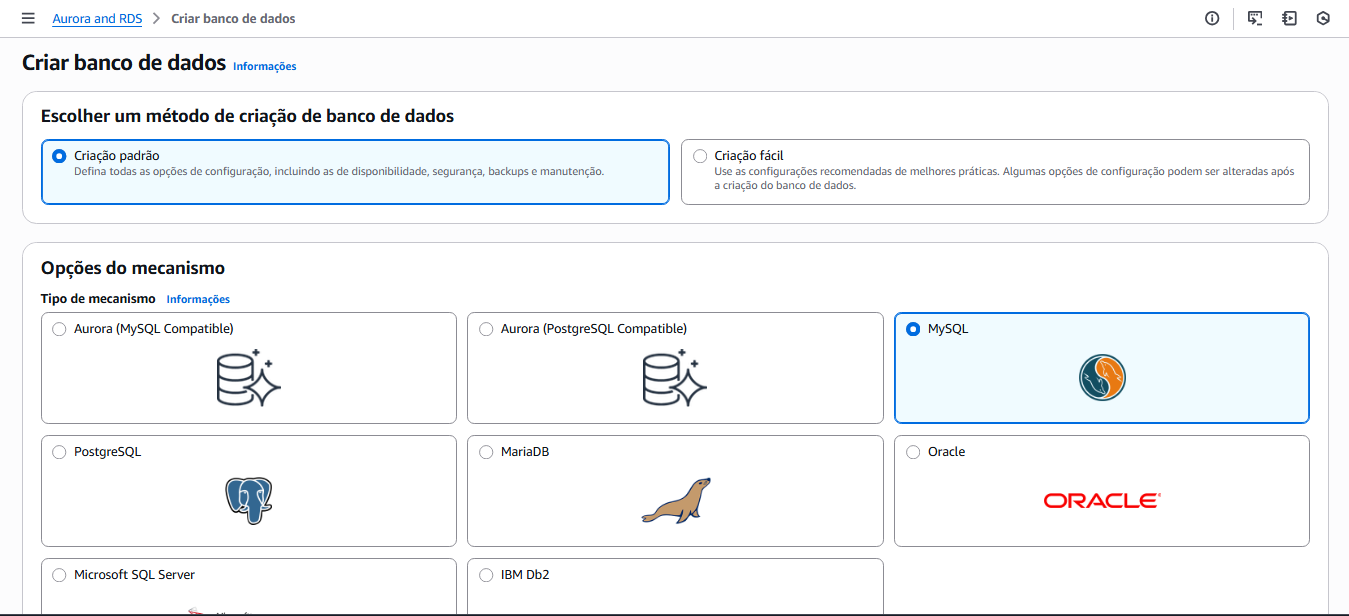 Aurora and RDS > Criar banco de dados
Criar banco de dados Informações
Escolher um método de criação de banco de dados
Criação padrão
Defina todas as opções de configuração, incluindo as de disponibilidade, segurança, backups e manutenção.
Criação fácil
Use as configurações recomendadas de melhores práticas. Algumas opções de configuração podem ser alteradas após
a criação do banco de dados.
Opções do mecanismo
Tipo de mecanismo Informações
Aurora (MySQL Compatible)
Aurora (PostgreSQL Compatible)
MySQL
PostgreSQL
MariaDB
Oracle
ORACLE
Microsoft SQL Server
IBM Db2